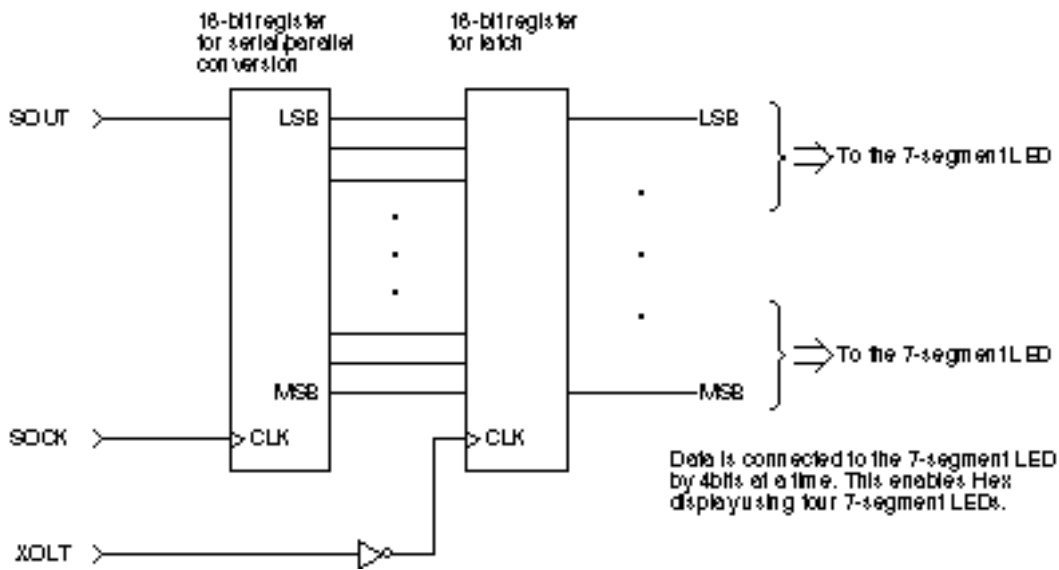 16-bit register
for serial/parallel
conversion
16-bit register
for latch
SOUT
LSB
LSB
To the 7-segment LED
To the 7-segment LED
MSB
MSB
SOCK
CLK
CLK
Data is connected to the 7-segment LED
by 4bits at a time. This enables Hex
display using four 7-segment LEDs.
XOLT